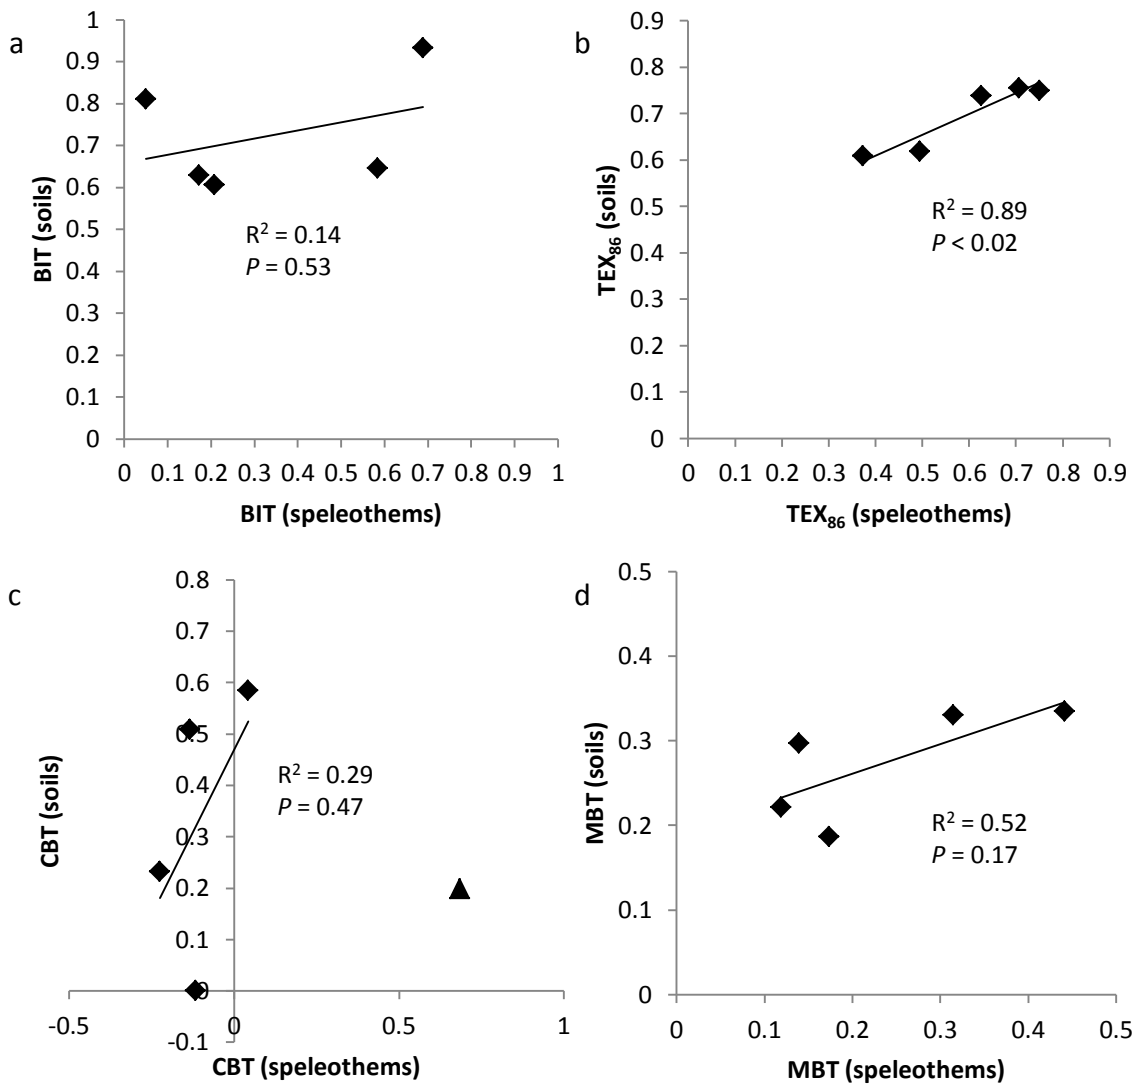 a
1
0.9
0.8
0.7
0.6
0.5
0.4
0.3
0.2
0.1
0
BIT (soils)
R² = 0.14
P = 0.53
0 0.1 0.2 0.3 0.4 0.5 0.6 0.7 0.8 0.9 1
BIT (speleothems)
b
0.9
0.8
0.7
0.6
0.5
0.4
0.3
0.2
0.1
0
TEX₈₆ (soils)
R² = 0.89
P < 0.02
0 0.1 0.2 0.3 0.4 0.5 0.6 0.7 0.8 0.9
TEX₈₆ (speleothems)
c
0.8
0.7
0.6
0.5
0.4
0.3
0.2
0.1
0
-0.1
CBT (soils)
R² = 0.29
P = 0.47
-0.5 0 0.5 1
CBT (speleothems)
d
0.5
0.4
0.3
0.2
0.1
0
MBT (soils)
R² = 0.52
P = 0.17
0 0.1 0.2 0.3 0.4 0.5
MBT (speleothems)